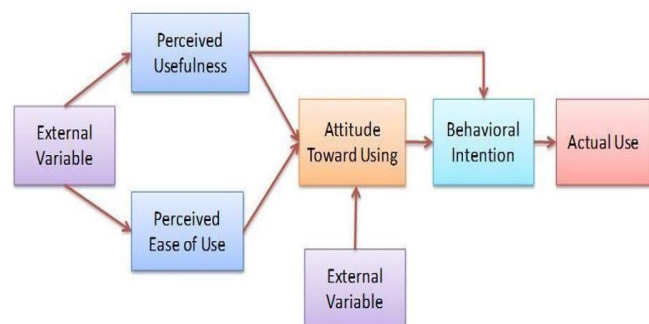 Perceived
Usefulness
External
Variable
Attitude
Toward Using
Behavioral
Intention
Actual Use
Perceived
Ease of Use
External
Variable